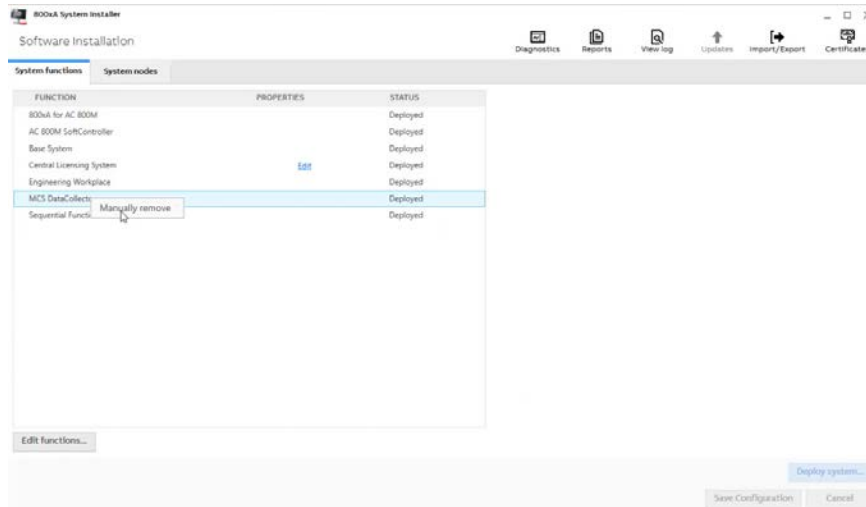 800xA System Installer
Software Installation
Diagnostics Reports View log Updates Import/Export Certificate
System functions System nodes
FUNCTION PROPERTIES STATUS
800xA for AC 800M Deployed
AC 800M SoftController Deployed
Base System Deployed
Central Licensing System Edit Deployed
Engineering Workplace Deployed
MCS DataCollecto Deployed
Manually remove
Sequential Functi Deployed
Edit functions...
Deploy system...
Save Configuration Cancel